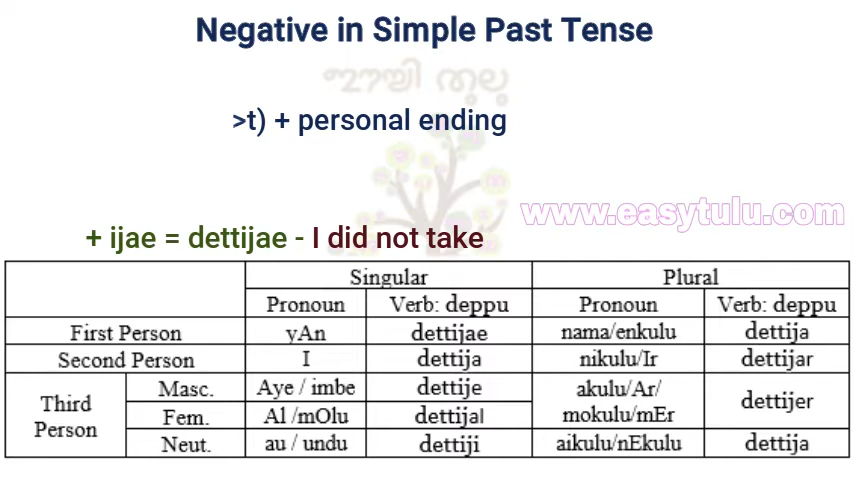 Negative in Simple Past Tense
>t) + personal ending
www.easytulu.com
+ ijae = dettijae - I did not take
Singular Plural
Pronoun Verb: deppu Pronoun Verb: deppu
First Person yAn dettijae nama/enkulu dettija
Second Person I dettija nikulu/Ir dettijar
Third Person Masc. Aye / imbe dettije akulu/Ar/ mokulu/mEr dettijer
Fem. Al /mOlu dettijal
Neut. au / undu dettiji aikulu/nEkulu dettija